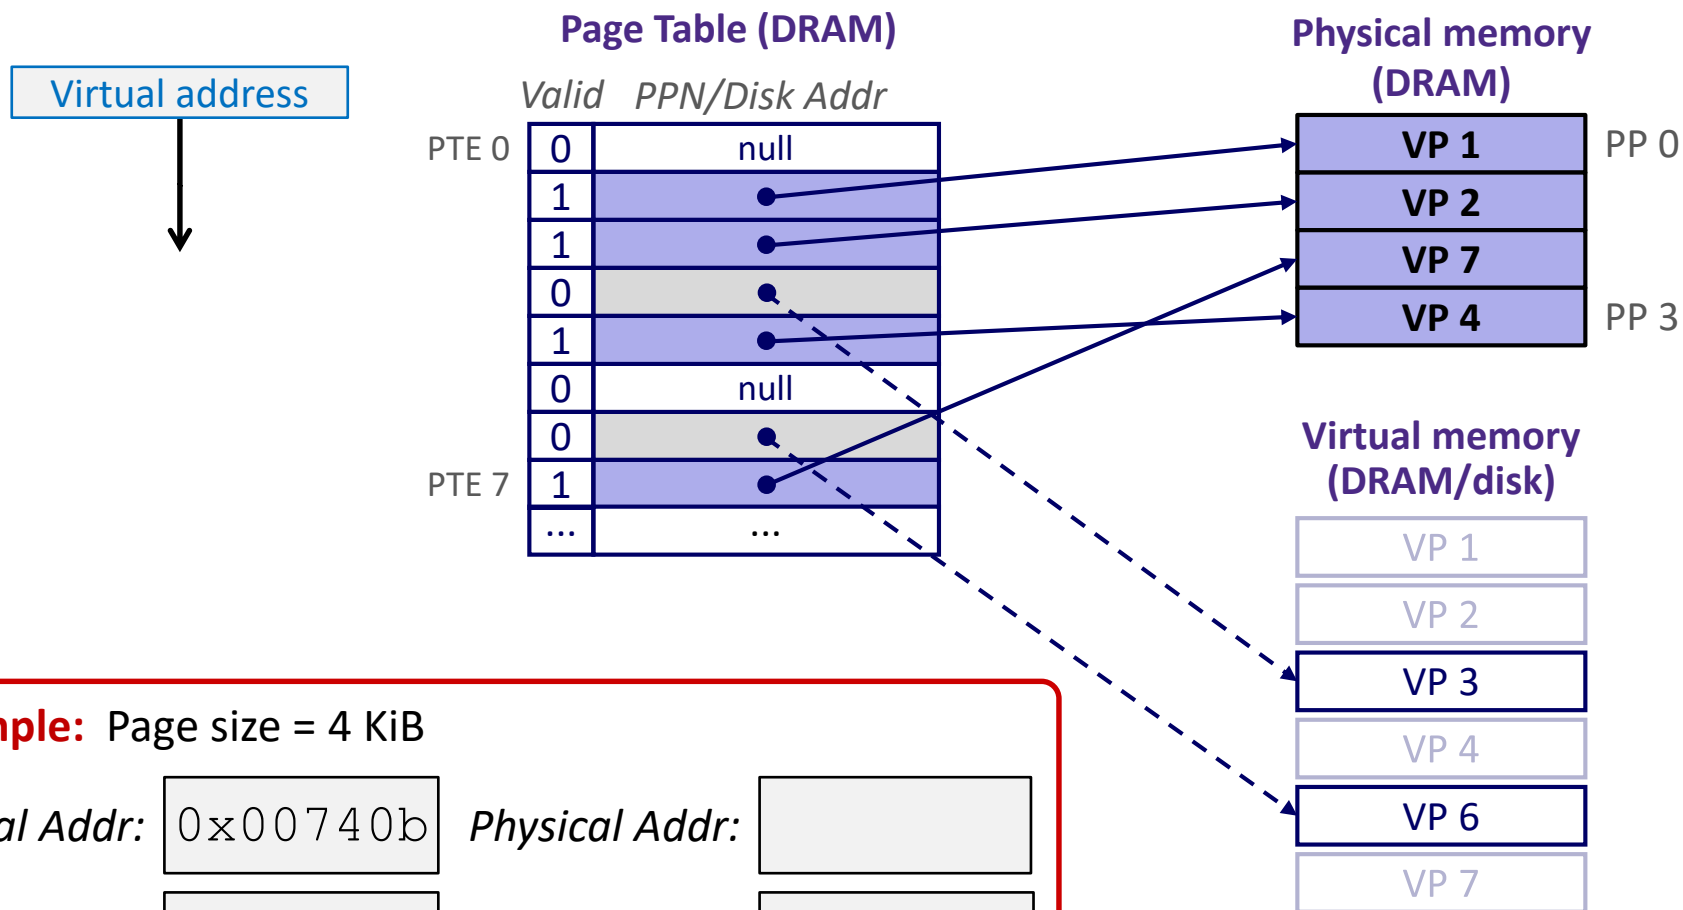 Page Table (DRAM)
Physical memory
(DRAM)
Virtual address
Valid PPN/Disk Addr
PTE 0 0 null
1
1
0
1
0 null
0
PTE 7 1
... ...
VP 1 PP 0
VP 2
VP 7
VP 4 PP 3
Virtual memory
(DRAM/disk)
VP 1
VP 2
VP 3
VP 4
VP 6
VP 7
mple: Page size = 4 KiB
al Addr: 0x00740b Physical Addr: